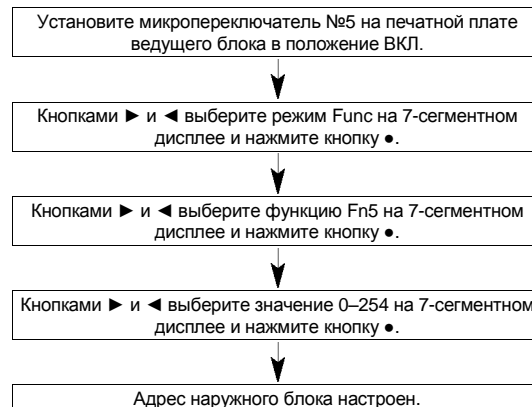 Установите микропереключатель №5 на печатной плате
ведущего блока в положение ВКЛ.
Кнопками ► и ◄ выберите режим Func на 7-сегментном
дисплее и нажмите кнопку ●.
Кнопками ► и ◄ выберите функцию Fn5 на 7-сегментном
дисплее и нажмите кнопку ●.
Кнопками ► и ◄ выберите значение 0–254 на 7-сегментном
дисплее и нажмите кнопку ●.
Адрес наружного блока настроен.